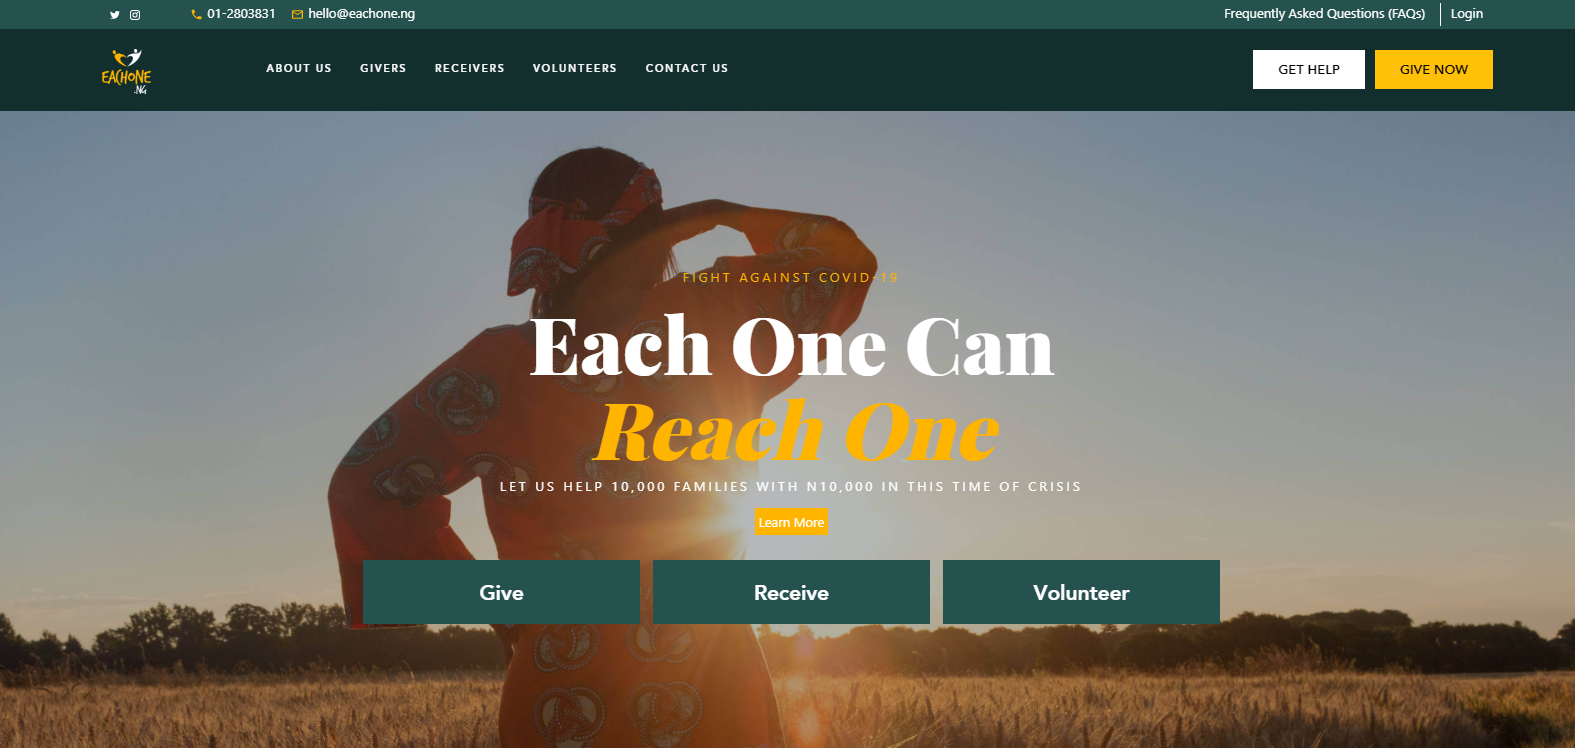 01-2803831 hello@eachone.ng Frequently Asked Questions (FAQs) Login
EACHONE
.NG
ABOUT US GIVERS RECEIVERS VOLUNTEERS CONTACT US GET HELP GIVE NOW
FIGHT AGAINST COVID-19
Each One Can
Reach One
LET US HELP 10,000 FAMILIES WITH N10,000 IN THIS TIME OF CRISIS
Learn More
Give Receive Volunteer